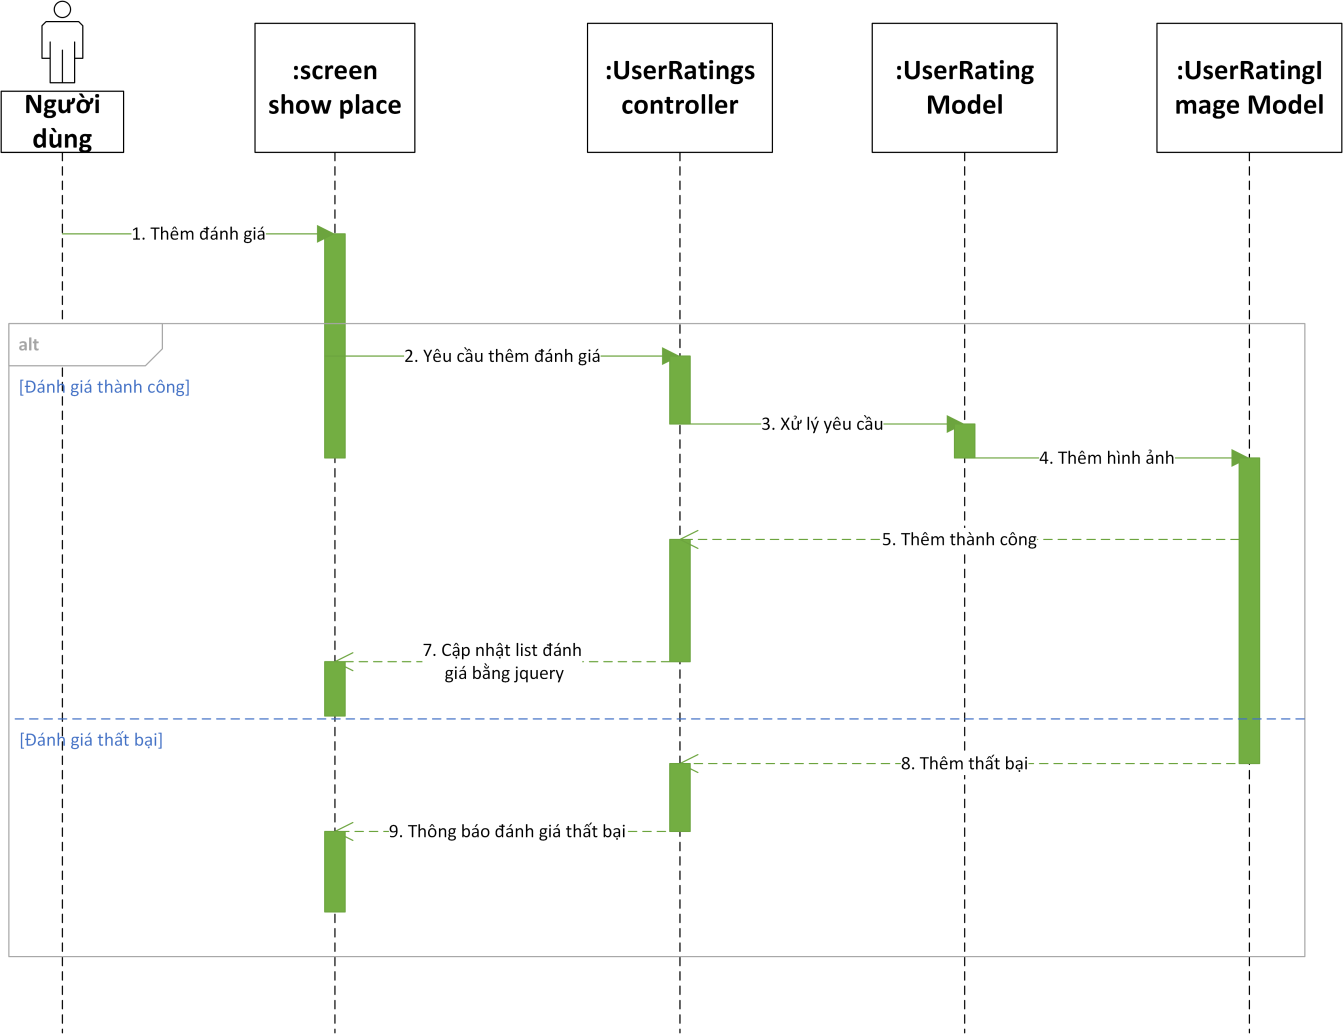 Người
dùng
:screen
show place
:UserRatings
controller
:UserRating
Model
:UserRatingI
mage Model
1. Thêm đánh giá
alt
2. Yêu cầu thêm đánh giá
[Đánh giá thành công]
3. Xử lý yêu cầu
4. Thêm hình ảnh
5. Thêm thành công
7. Cập nhật list đánh
giá bằng jquery
[Đánh giá thất bại]
8. Thêm thất bại
9. Thông báo đánh giá thất bại